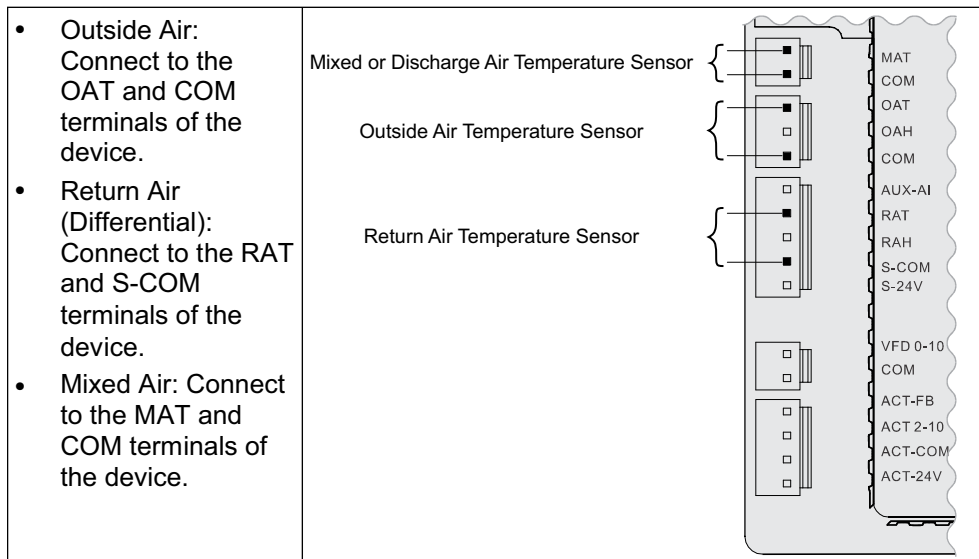 • Outside Air:
Connect to the
OAT and COM
terminals of the
device.
• Return Air
(Differential):
Connect to the RAT
and S-COM
terminals of the
device.
• Mixed Air: Connect
to the MAT and
COM terminals of
the device.
Mixed or Discharge Air Temperature Sensor
Outside Air Temperature Sensor
Return Air Temperature Sensor
MAT
COM
OAT
OAH
COM
AUX-AI
RAT
RAH
S-COM
S-24V
VFD 0-10
COM
ACT-FB
ACT 2-10
ACT-COM
ACT-24V